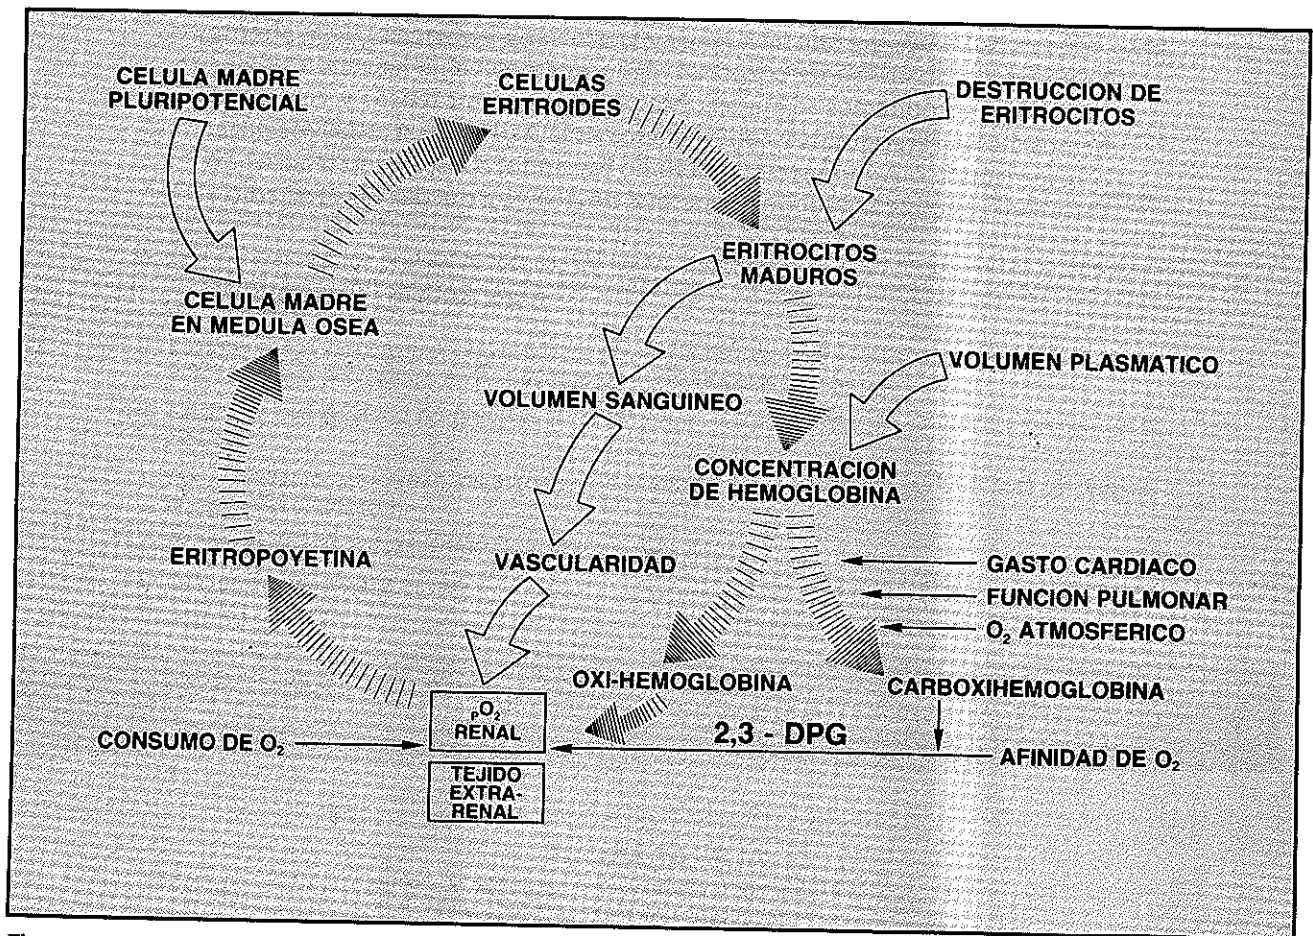 CELULA MADRE
PLURIPOTENCIAL
CELULAS
ERITROIDES
DESTRUCCION DE
ERITROCITOS
ERITROCITOS
MADUROS
CELULA MADRE
EN MEDULA OSEA
VOLUMEN PLASMATICO
VOLUMEN SANGUINEO
CONCENTRACION
DE HEMOGLOBINA
ERITROPOYETINA
VASCULARIDAD
GASTO CARDIACO
FUNCION PULMONAR
O₂ ATMOSFERICO
OXI-HEMOGLOBINA
CARBOXIHEMOGLOBINA
pO₂
RENAL
CONSUMO DE O₂
2,3 - DPG
AFINIDAD DE O₂
TEJIDO
EXTRA-
RENAL